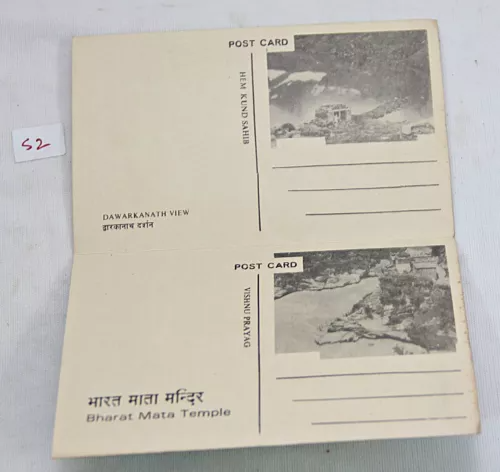 S2
POST CARD
HEM KUND SAHIB
DAWARKANATH VIEW
द्वारकानाथ दर्शन
POST CARD
VISHNU PRAYAG
भारत माता मन्दिर
Bharat Mata Temple